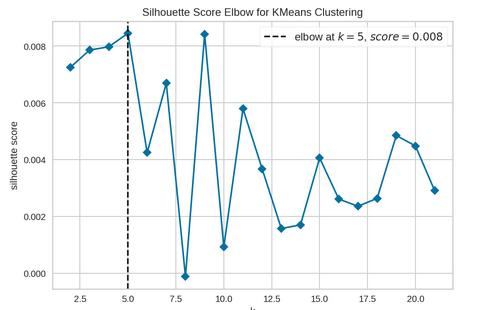 Silhouette Score Elbow for KMeans Clustering
elbow at k = 5, score = 0.008
silhouette score
0.008
0.006
0.004
0.002
0.000
2.5 5.0 7.5 10.0 12.5 15.0 17.5 20.0